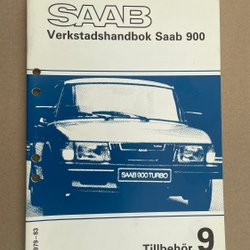 SAAB
Verkstadshandbok Saab 900
SAAB 900 TURBO
Tillbehör 9
1979-83